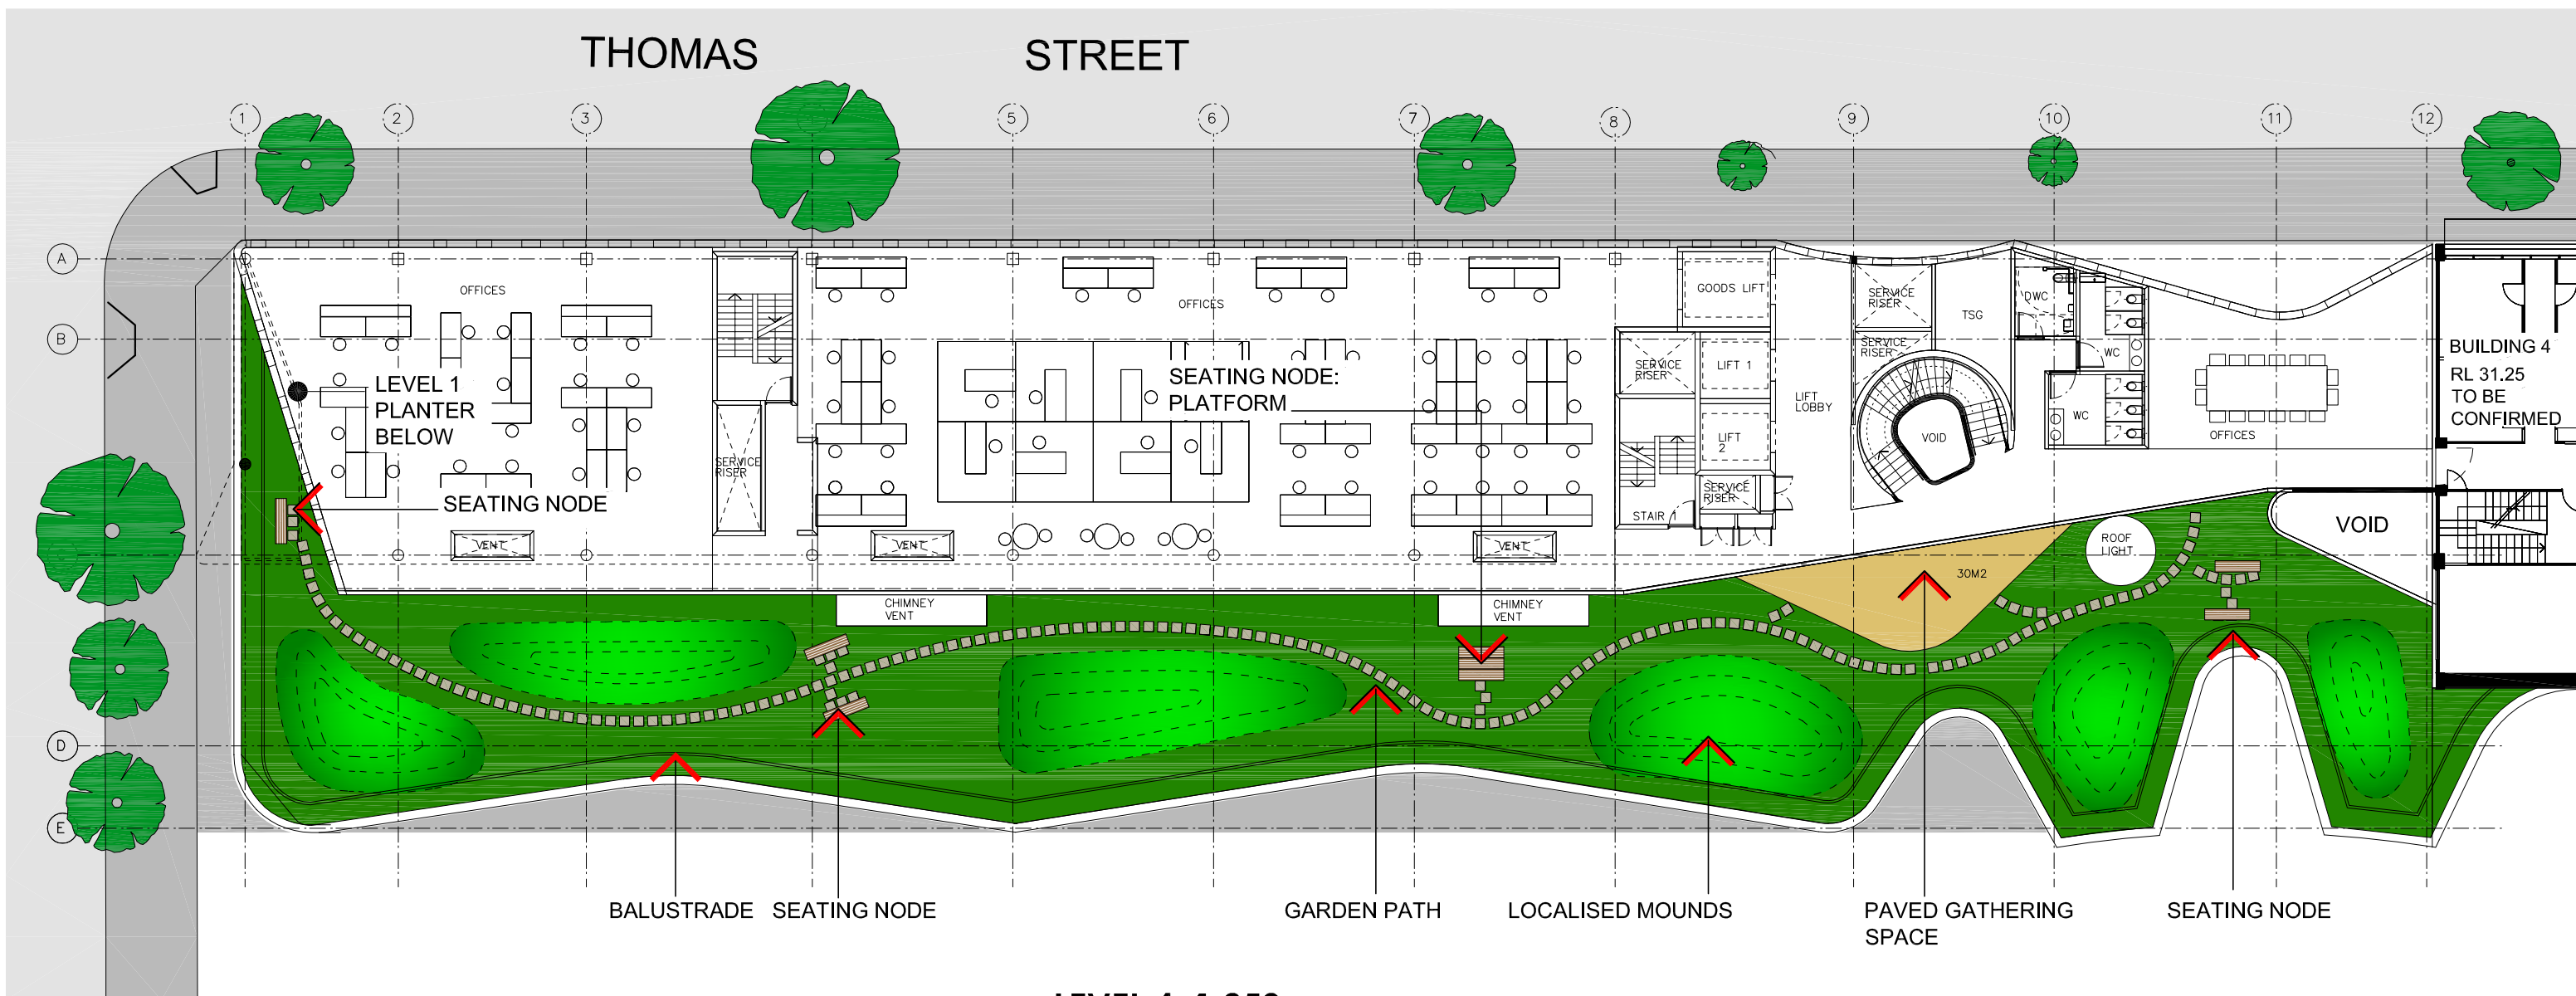 THOMAS STREET
1 2 3 5 6 7 8 9 10 11 12
A
B
D
E
OFFICES
OFFICES
GOODS LIFT
SERVICE
RISER
TSG
DWC
SERVICE
RISER
WC
WC
OFFICES
BUILDING 4
RL 31.25
TO BE
CONFIRMED
LEVEL 1
PLANTER
BELOW
SEATING NODE:
PLATFORM
SERVICE
RISER
LIFT 1
LIFT
LOBBY
LIFT
2
VOID
SERVICE
RISER
SERVICE
RISER
STAIR 1
SEATING NODE
VENT
VENT
VENT
VOID
ROOF
LIGHT
30M2
CHIMNEY
VENT
CHIMNEY
VENT
BALUSTRADE
SEATING NODE
GARDEN PATH
LOCALISED MOUNDS
PAVED GATHERING
SPACE
SEATING NODE